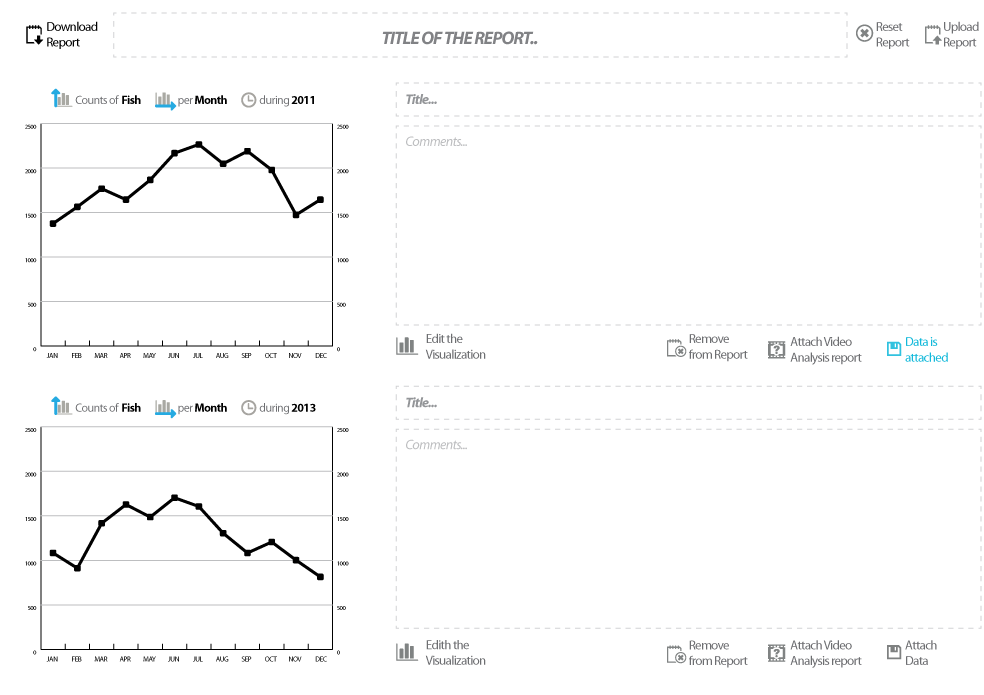 Download
Report
TITLE OF THE REPORT..
Reset
Report
Upload
Report
Counts of Fish per Month during 2011
2500 2500
2000 2000
1500 1500
1000 1000
500 500
0 0
JAN FEB MAR APR MAY JUN JUL AUG SEP OCT NOV DEC
Title...
Comments...
Edit the
Visualization
Remove
from Report
Attach Video
Analysis report
Data is
attached
Counts of Fish per Month during 2013
2500 2500
2000 2000
1500 1500
1000 1000
500 500
0 0
JAN FEB MAR APR MAY JUN JUL AUG SEP OCT NOV DEC
Title...
Comments...
Edith the
Visualization
Remove
from Report
Attach Video
Analysis report
Attach
Data